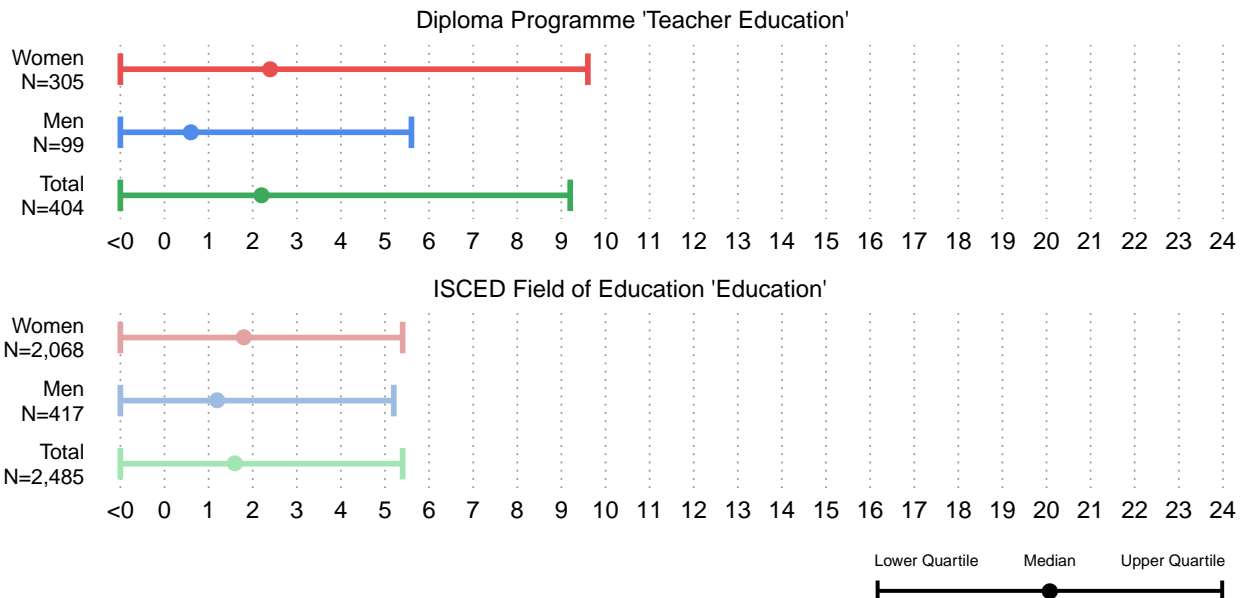 Diploma Programme 'Teacher Education'
Women
N=305
Men
N=99
Total
N=404
<0 0 1 2 3 4 5 6 7 8 9 10 11 12 13 14 15 16 17 18 19 20 21 22 23 24
ISCED Field of Education 'Education'
Women
N=2,068
Men
N=417
Total
N=2,485
<0 0 1 2 3 4 5 6 7 8 9 10 11 12 13 14 15 16 17 18 19 20 21 22 23 24
Lower Quartile Median Upper Quartile